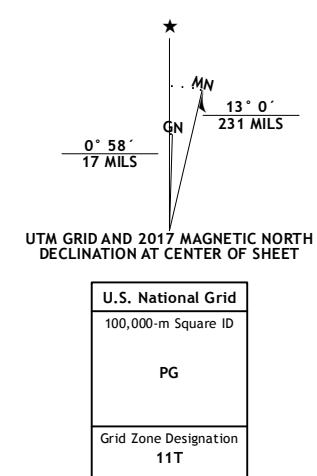 ★
MN
13° 0´
231 MILS
GN
0° 58´
17 MILS
UTM GRID AND 2017 MAGNETIC NORTH
DECLINATION AT CENTER OF SHEET
U.S. National Grid
100,000-m Square ID
PG
Grid Zone Designation
11T